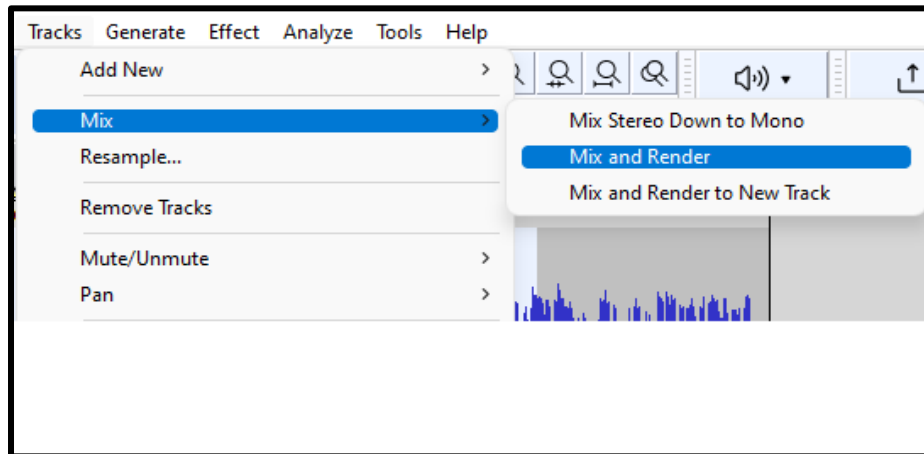 Tracks Generate Effect Analyze Tools Help
Add New
Mix
Mix Stereo Down to Mono
Resample...
Mix and Render
Remove Tracks
Mix and Render to New Track
Mute/Unmute
Pan